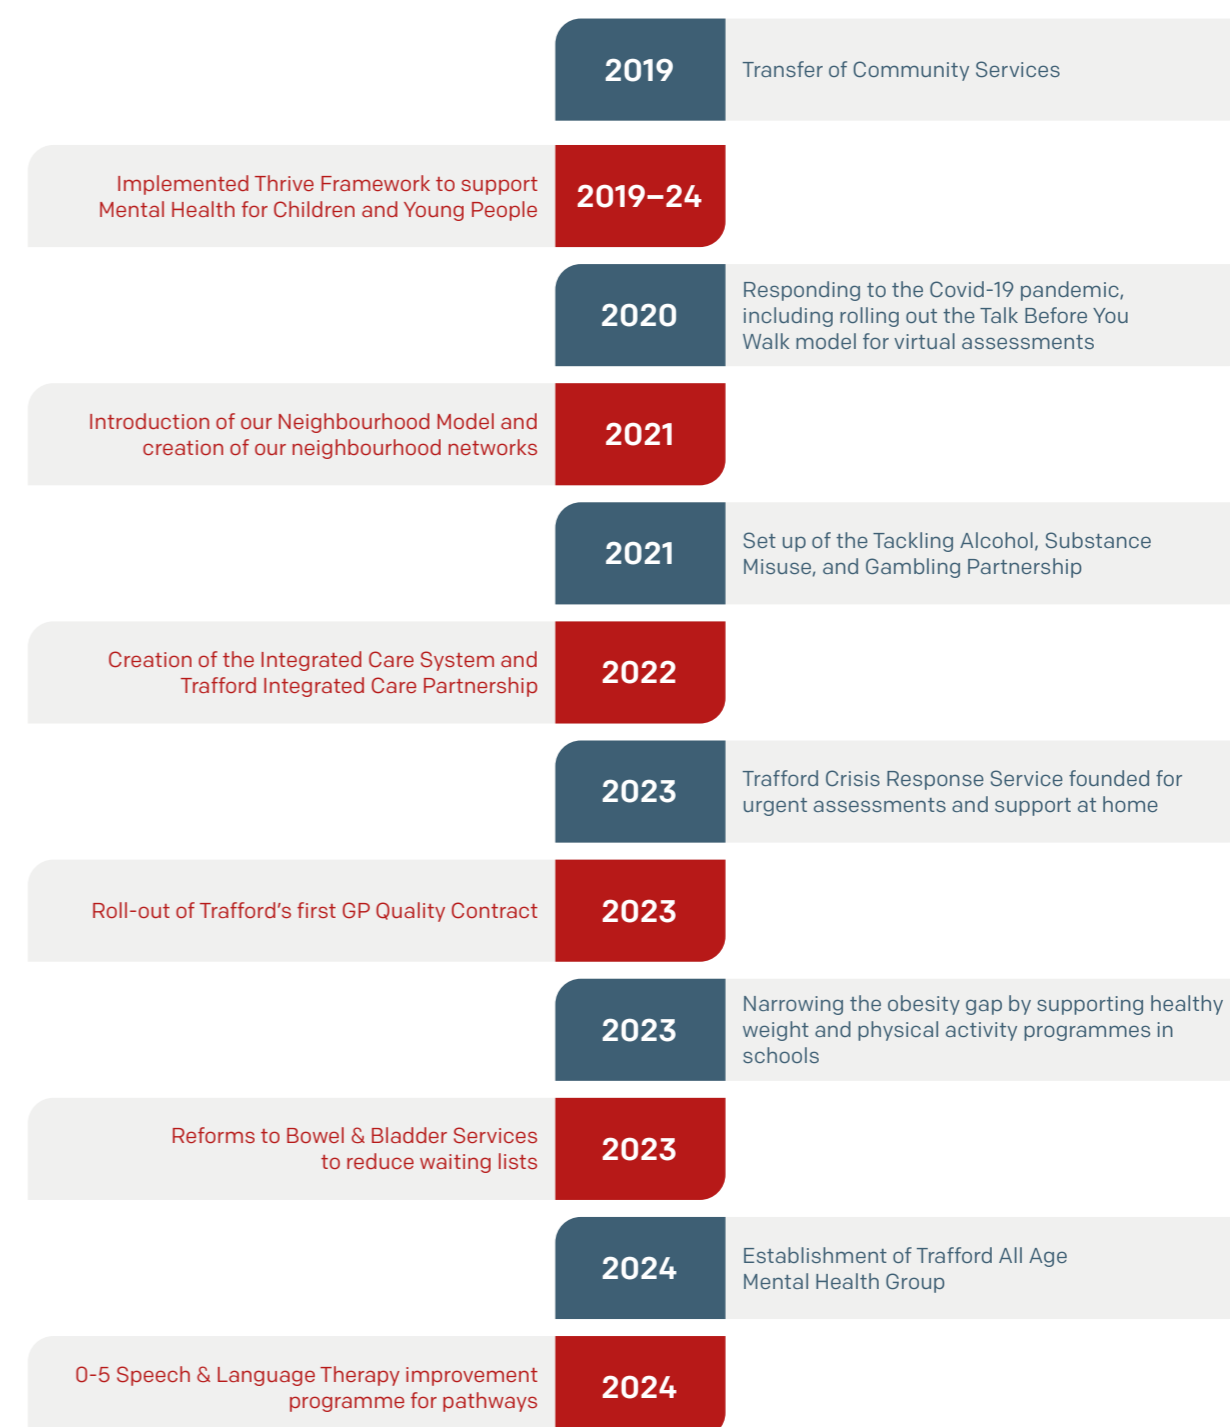 2019
Transfer of Community Services
Implemented Thrive Framework to support
Mental Health for Children and Young People
2019–24
2020
Responding to the Covid-19 pandemic,
including rolling out the Talk Before You
Walk model for virtual assessments
Introduction of our Neighbourhood Model and
creation of our neighbourhood networks
2021
2021
Set up of the Tackling Alcohol, Substance
Misuse, and Gambling Partnership
Creation of the Integrated Care System and
Trafford Integrated Care Partnership
2022
2023
Trafford Crisis Response Service founded for
urgent assessments and support at home
Roll-out of Trafford’s first GP Quality Contract
2023
2023
Narrowing the obesity gap by supporting healthy
weight and physical activity programmes in
schools
Reforms to Bowel & Bladder Services
to reduce waiting lists
2023
2024
Establishment of Trafford All Age
Mental Health Group
0-5 Speech & Language Therapy improvement
programme for pathways
2024